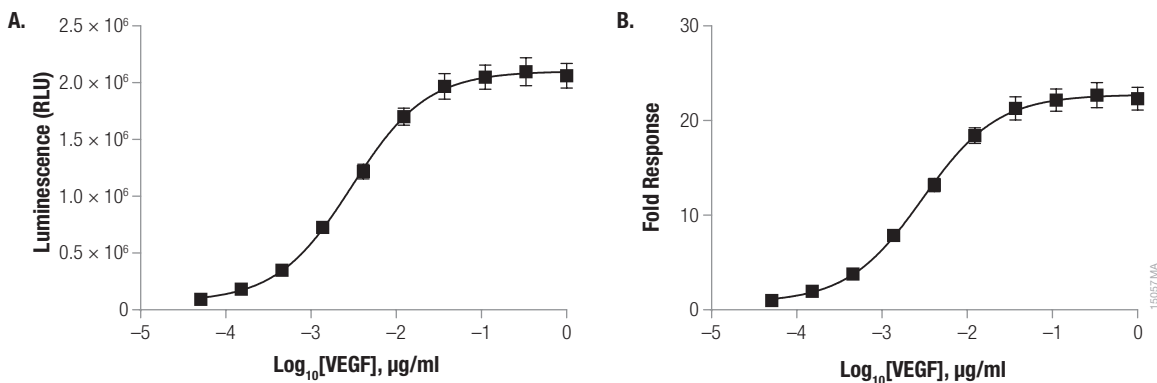 A.
Luminescence (RLU)
2.5 × 10⁶
2.0 × 10⁶
1.5 × 10⁶
1.0 × 10⁶
0.5 × 10⁶
0
–5 –4 –3 –2 –1 0
Log₁₀[VEGF], µg/ml
B.
Fold Response
30
20
10
0
–5 –4 –3 –2 –1 0
Log₁₀[VEGF], µg/ml
15057MA